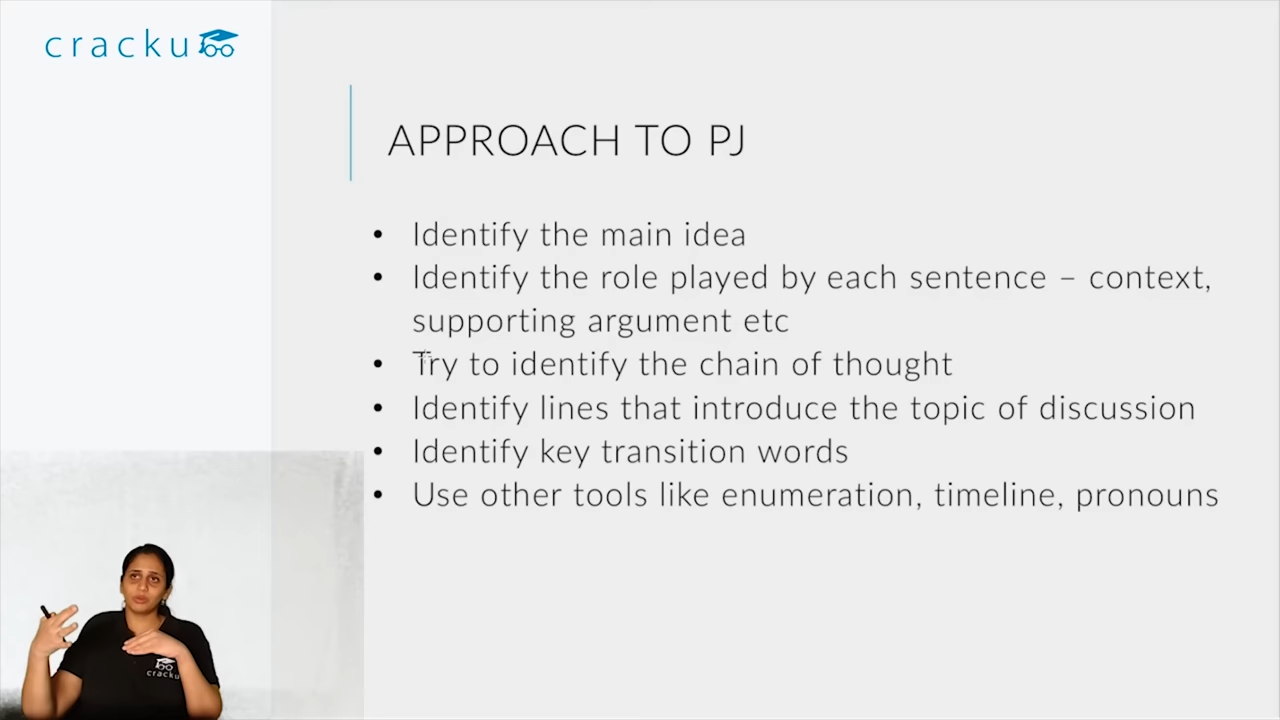 cracku
APPROACH TO PJ
• Identify the main idea
• Identify the role played by each sentence – context,
supporting argument etc
• Try to identify the chain of thought
• Identify lines that introduce the topic of discussion
• Identify key transition words
• Use other tools like enumeration, timeline, pronouns
cracku